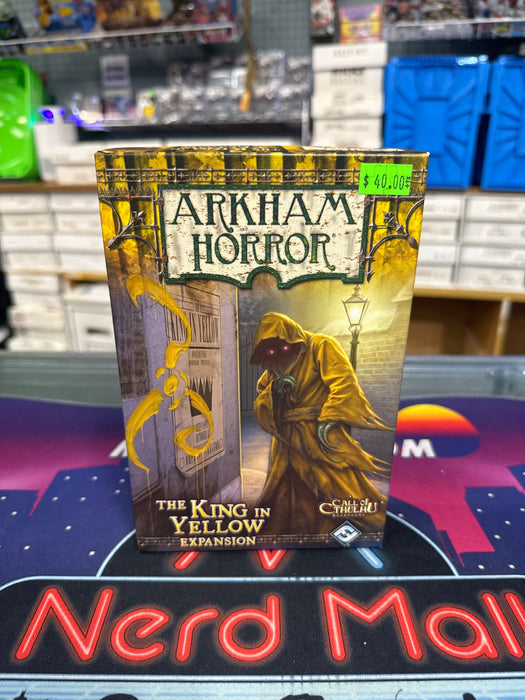 $ 40.00
ARKHAM
HORROR
THE KING IN
YELLOW
EXPANSION
CALL of
CTHULHU
Nerd Mall